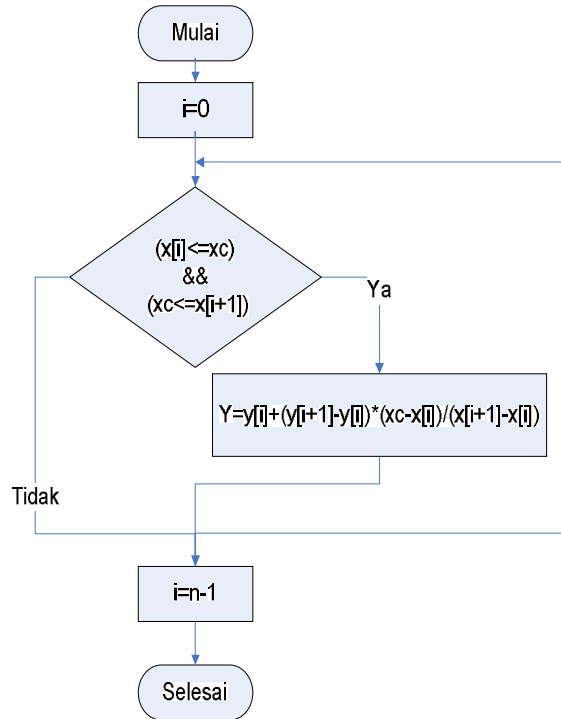 Mulai
i=0
(x[i]<=xc)
&&
(xc<=x[i+1])
Ya
Y=y[i]+(y[i+1]-y[i])*(xc-x[i])/(x[i+1]-x[i])
Tidak
i=n-1
Selesai